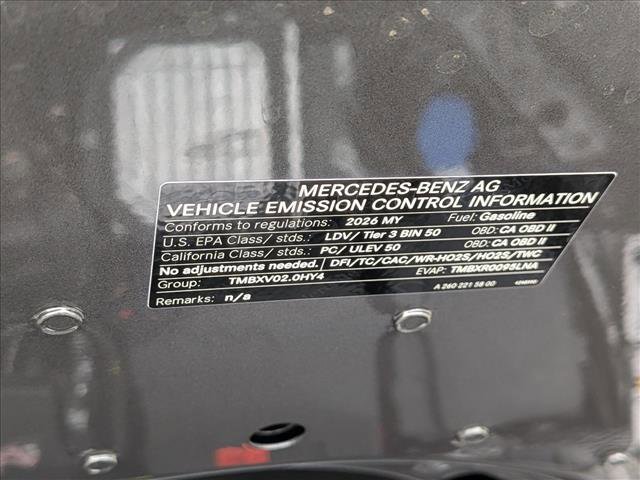 MERCEDES-BENZ AG
VEHICLE EMISSION CONTROL INFORMATION
Conforms to regulations: 2026 MY Fuel: Gasoline
U.S. EPA Class/ stds.: LDV/ Tier 3 BIN 50 OBD: CA OBD II
California Class/ stds.: PC/ ULEV 50 OBD: CA OBD II
No adjustments needed. DFI/TC/CAC/WR-HO2S/HO2S/TWC
Group: TMBXV02.0HY4 EVAP: TMBXR0095LNA
Remarks: n/a A 260 221 58 00